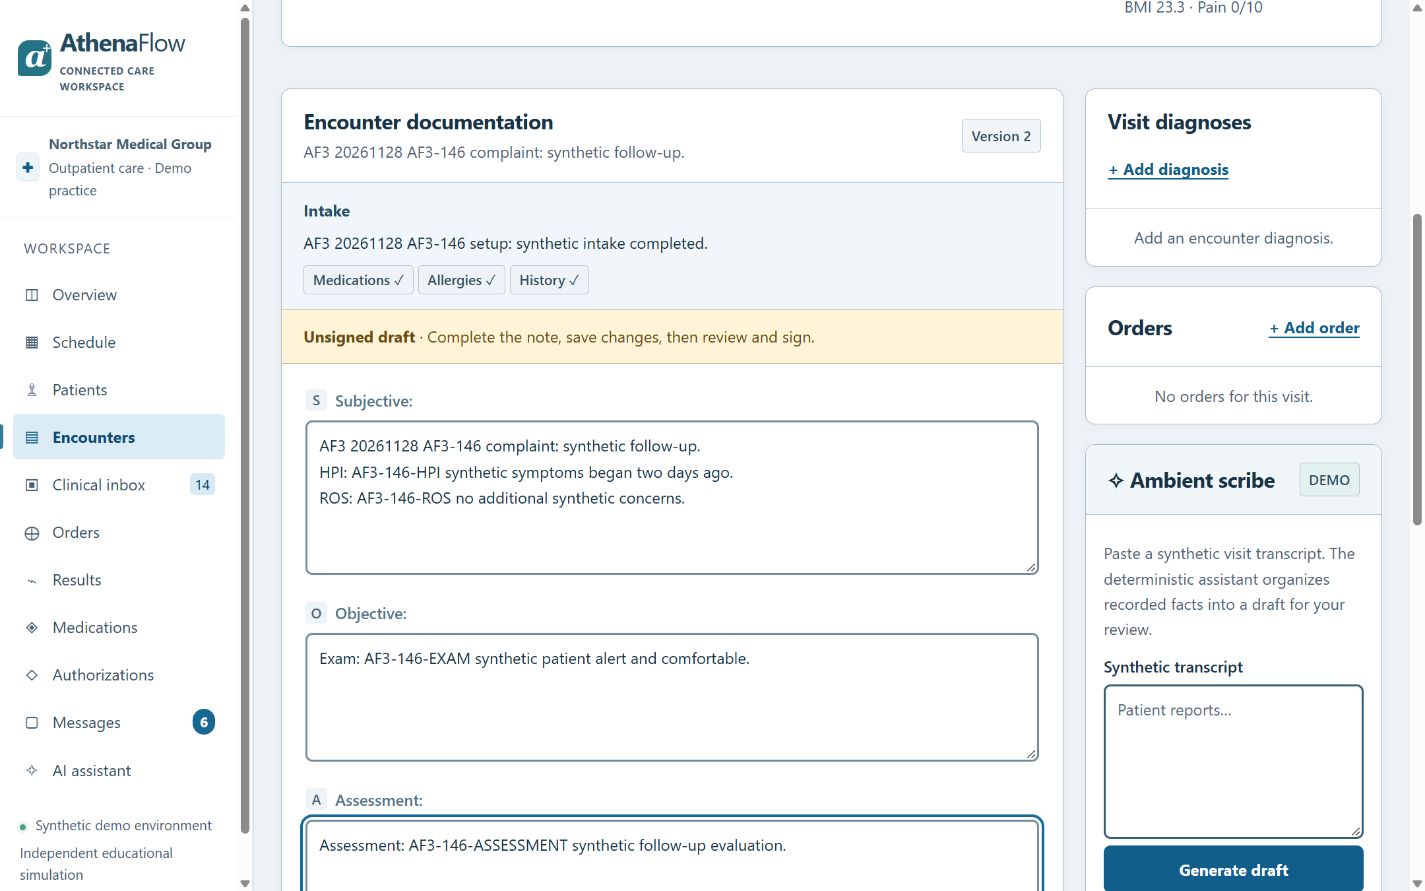 AthenaFlow
CONNECTED CARE
WORKSPACE
Northstar Medical Group
Outpatient care · Demo
practice
WORKSPACE
Overview
Schedule
Patients
Encounters
Clinical inbox 14
Orders
Results
Medications
Authorizations
Messages 6
AI assistant
Synthetic demo environment
Independent educational
simulation
BMI 23.3 · Pain 0/10
Encounter documentation
AF3 20261128 AF3-146 complaint: synthetic follow-up.
Version 2
Intake
AF3 20261128 AF3-146 setup: synthetic intake completed.
Medications ✓ Allergies ✓ History ✓
Unsigned draft · Complete the note, save changes, then review and sign.
S Subjective:
AF3 20261128 AF3-146 complaint: synthetic follow-up.
HPI: AF3-146-HPI synthetic symptoms began two days ago.
ROS: AF3-146-ROS no additional synthetic concerns.
O Objective:
Exam: AF3-146-EXAM synthetic patient alert and comfortable.
A Assessment:
Assessment: AF3-146-ASSESSMENT synthetic follow-up evaluation.
Visit diagnoses
+ Add diagnosis
Add an encounter diagnosis.
Orders + Add order
No orders for this visit.
Ambient scribe DEMO
Paste a synthetic visit transcript. The
deterministic assistant organizes
recorded facts into a draft for your
review.
Synthetic transcript
Patient reports...
Generate draft